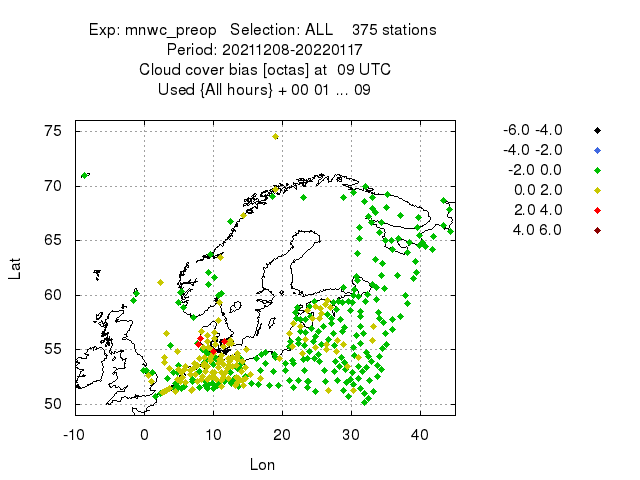 Exp: mnwc_preop   Selection: ALL    375 stations
Period: 20211208-20220117
Cloud cover bias [octas] at  09 UTC
Used {All hours} + 00 01 ... 09
75
70
65
60
55
50
-10 0 10 20 30 40
Lat
Lon
-6.0 -4.0
-4.0 -2.0
-2.0 0.0
0.0 2.0
2.0 4.0
4.0 6.0